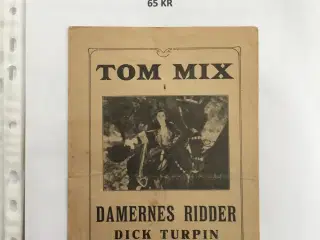 65 KR
TOM MIX
DAMERNES RIDDER
DICK TURPIN